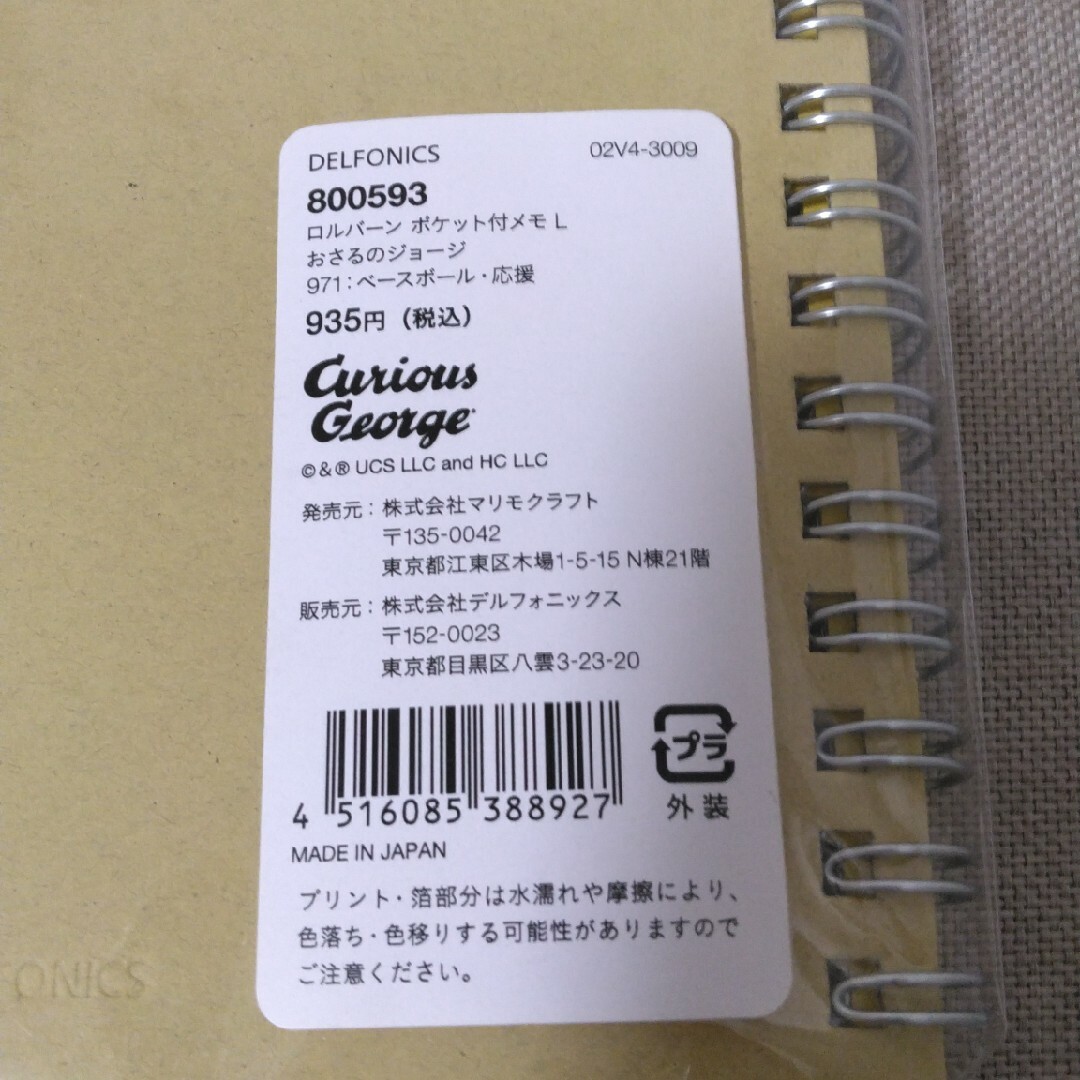 DELFONICS 02V4-3009
800593
ロルバーン ポケット付メモ L
おさるのジョージ
971:ベースボール・応援
935円(税込)
Curious
George
©&® UCS LLC and HC LLC
発売元:株式会社マリモクラフト
〒135-0042
東京都江東区木場1-5-15 N棟21階
販売元:株式会社デルフォニックス
〒152-0023
東京都目黒区八雲3-23-20
プラ
外装
4 516085 388927
MADE IN JAPAN
プリント・箔部分は水濡れや摩擦により、
色落ち・色移りする可能性がありますので
ご注意ください。
FONICS